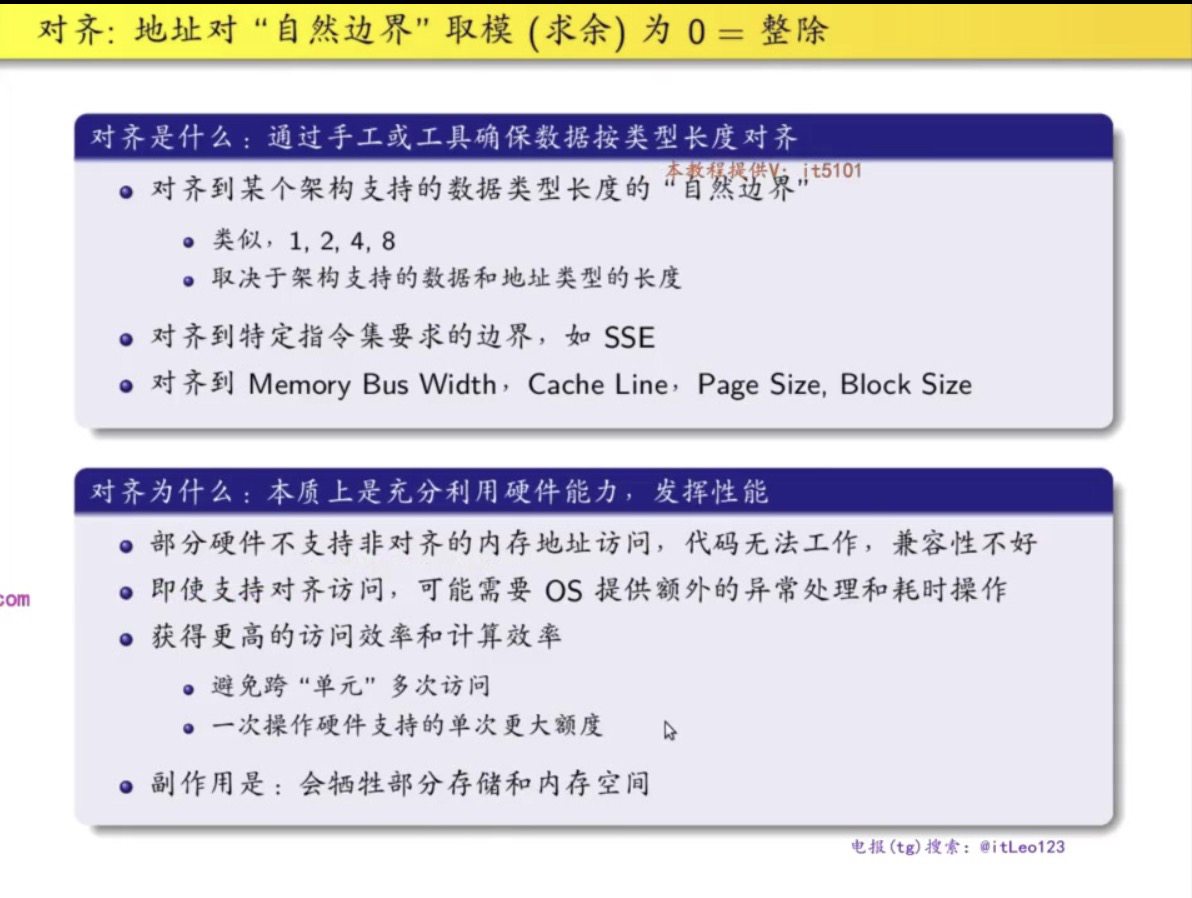 对齐: 地址对 “自然边界” 取模 (求余) 为 0 = 整除
对齐是什么：通过手工或工具确保数据按类型长度对齐
本教程提供V: it5101
对齐到某个架构支持的数据类型长度的 “自然边界”
类似，1, 2, 4, 8
取决于架构支持的数据和地址类型的长度
对齐到特定指令集要求的边界，如 SSE
对齐到 Memory Bus Width，Cache Line，Page Size, Block Size
对齐为什么：本质上是充分利用硬件能力，发挥性能
部分硬件不支持非对齐的内存地址访问，代码无法工作，兼容性不好
即使支持对齐访问，可能需要 OS 提供额外的异常处理和耗时操作
com
获得更高的访问效率和计算效率
避免跨 “单元” 多次访问
一次操作硬件支持的单次更大额度
副作用是：会牺牲部分存储和内存空间
电报(tg)搜索: @itLeo123